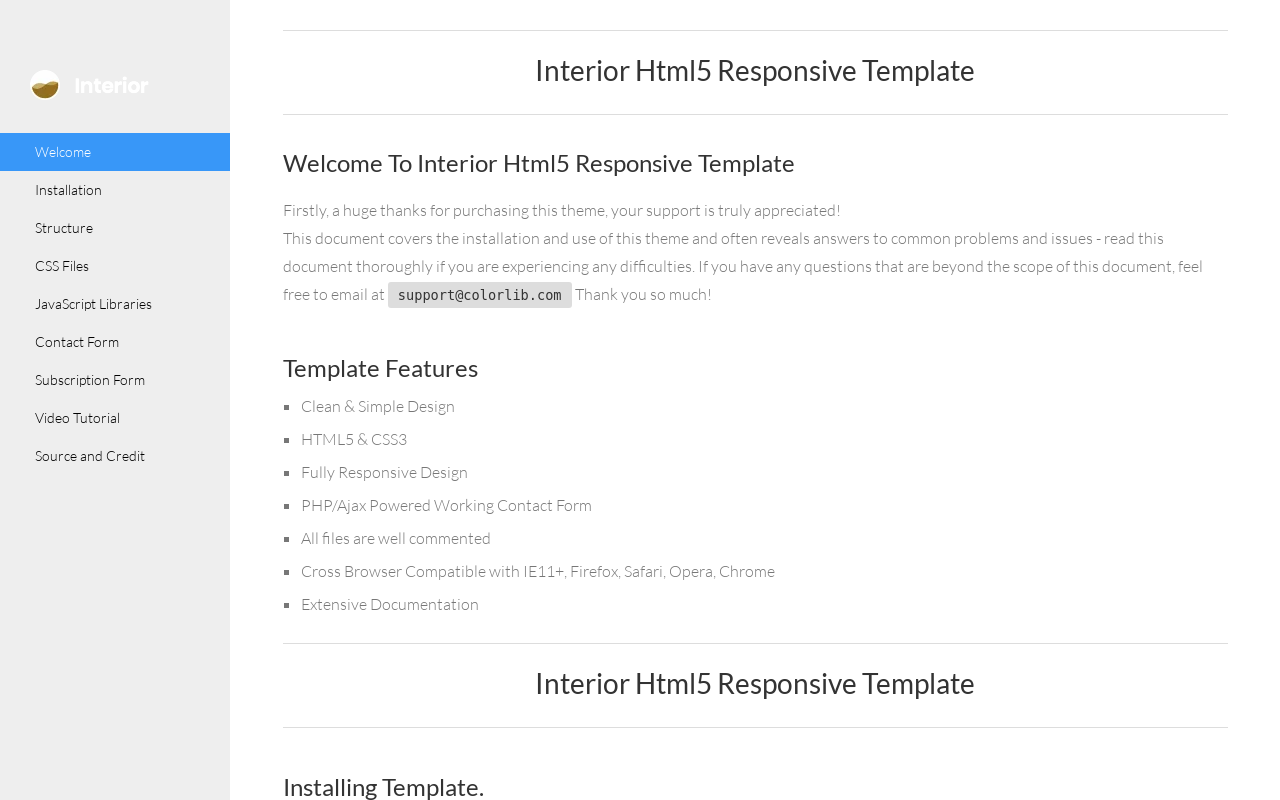 Interior
Welcome
Installation
Structure
CSS Files
JavaScript Libraries
Contact Form
Subscription Form
Video Tutorial
Source and Credit
Interior Html5 Responsive Template
Welcome To Interior Html5 Responsive Template
Firstly, a huge thanks for purchasing this theme, your support is truly appreciated!
This document covers the installation and use of this theme and often reveals answers to common problems and issues - read this
document thoroughly if you are experiencing any difficulties. If you have any questions that are beyond the scope of this document, feel
free to email at support@colorlib.com Thank you so much!
Template Features
Clean & Simple Design
HTML5 & CSS3
Fully Responsive Design
PHP/Ajax Powered Working Contact Form
All files are well commented
Cross Browser Compatible with IE11+, Firefox, Safari, Opera, Chrome
Extensive Documentation
Interior Html5 Responsive Template
Installing Template.